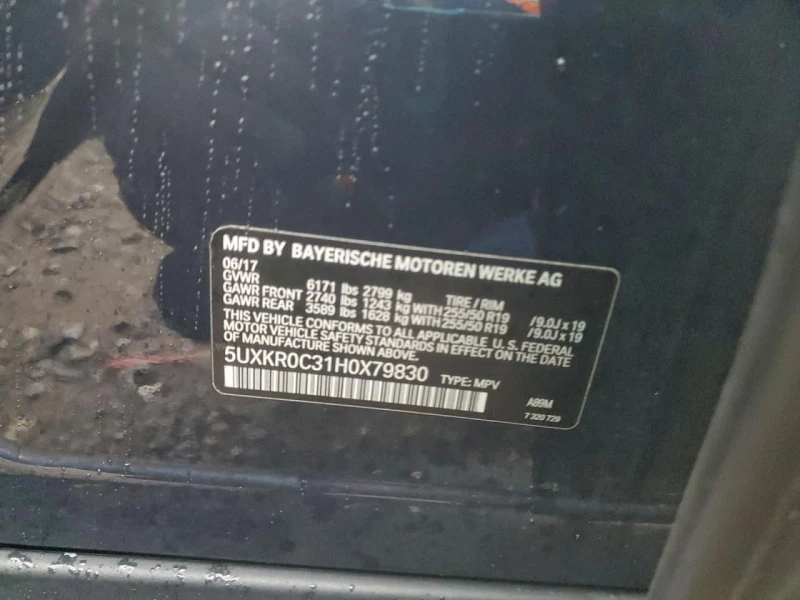 MFD BY BAYERISCHE MOTOREN WERKE AG
06/17
GVWR 6171 lbs 2799 kg TIRE / RIM
GAWR FRONT 2740 lbs 1243 kg WITH 255/50 R19 /9.0J x 19
GAWR REAR 3589 lbs 1628 kg WITH 255/50 R19 /9.0J x 19
THIS VEHICLE CONFORMS TO ALL APPLICABLE U.S. FEDERAL
MOTOR VEHICLE SAFETY STANDARDS IN EFFECT ON THE DATE
OF MANUFACTURE SHOWN ABOVE.
5UXKR0C31H0X79830 TYPE: MPV
A89M
7 320 729